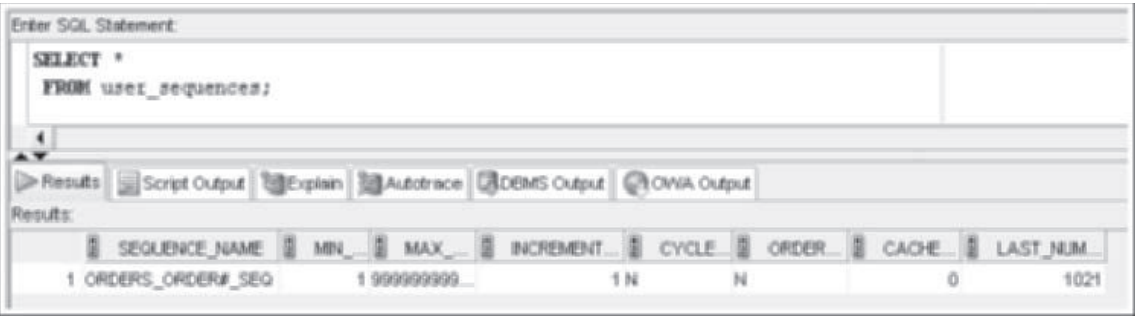 Enter SQL Statement:
SELECT *
FROM user_sequences;
Results Script Output Explain Autotrace DBMS Output OWA Output
Results:
SEQUENCE_NAME MIN_... MAX_... INCREMENT... CYCLE... ORDER... CACHE... LAST_NUM...
1 ORDERS_ORDER#_SEQ 1 999999999... 1 N N 0 1021